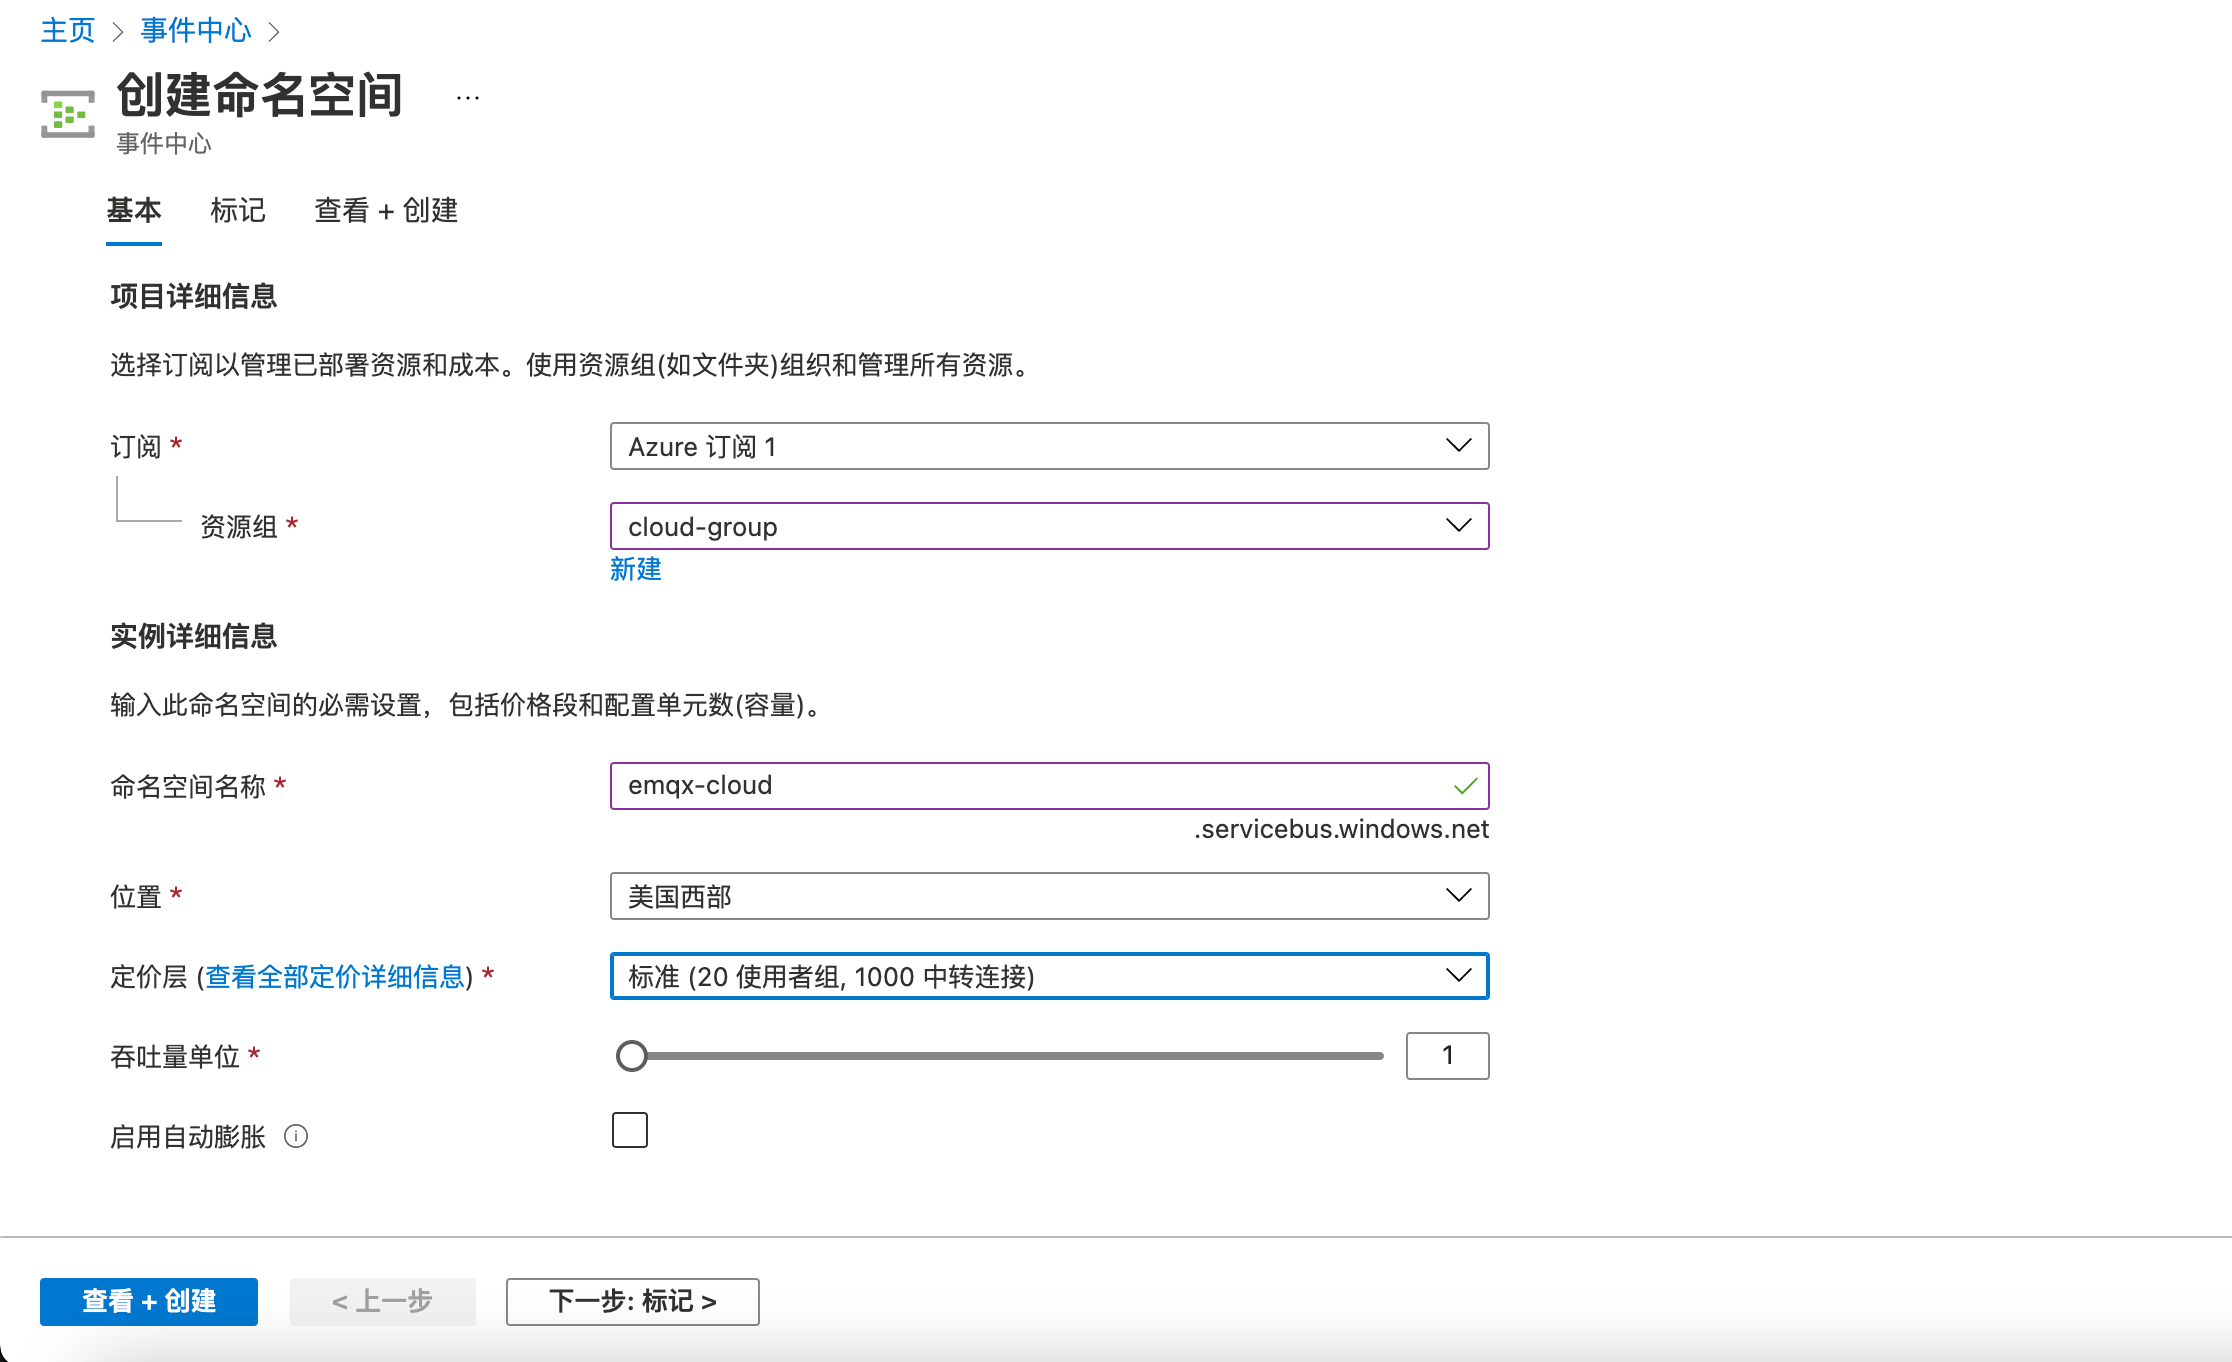 主页 > 事件中心 >
创建命名空间 ...
事件中心
基本 标记 查看 + 创建
项目详细信息
选择订阅以管理已部署资源和成本。使用资源组(如文件夹)组织和管理所有资源。
订阅 * Azure 订阅 1
资源组 * cloud-group
新建
实例详细信息
输入此命名空间的必需设置，包括价格段和配置单元数(容量)。
命名空间名称 * emqx-cloud
.servicebus.windows.net
位置 * 美国西部
定价层 (查看全部定价详细信息) * 标准 (20 使用者组, 1000 中转连接)
吞吐量单位 * 1
启用自动膨胀
查看 + 创建 < 上一步 下一步: 标记 >